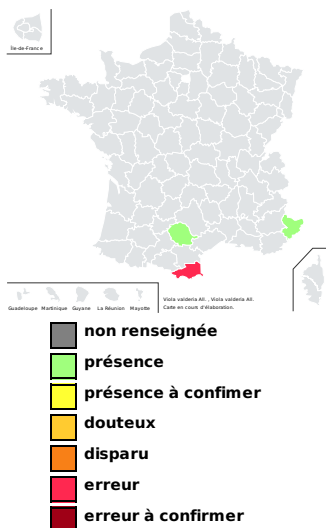 Île-de-France
Guadeloupe Martinique Guyane La Réunion Mayotte
Viola valderia All. , Viola valderia All.
Carte en cours d'élaboration.
non renseignée
présence
présence à confimer
douteux
disparu
erreur
erreur à confirmer